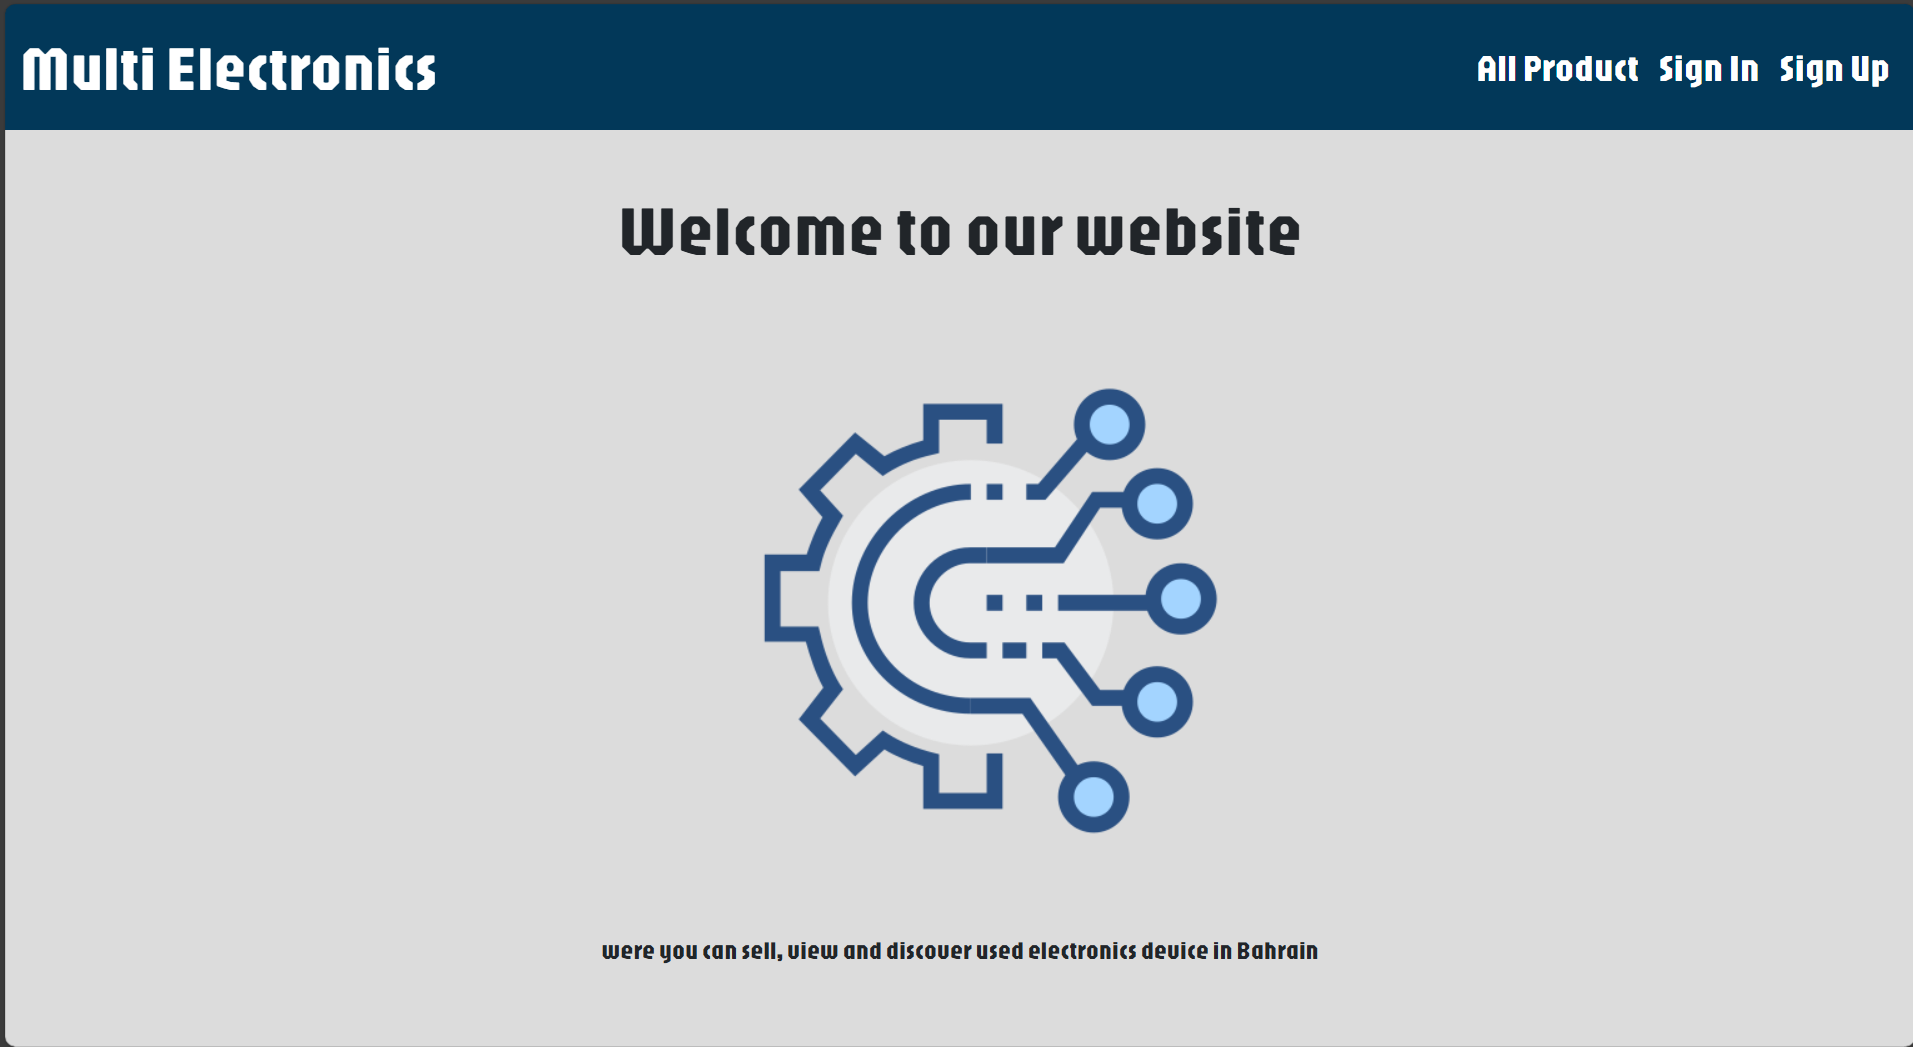 Multi Electronics
All Product Sign In Sign Up
Welcome to our website
were you can sell, view and discover used electronics device in Bahrain